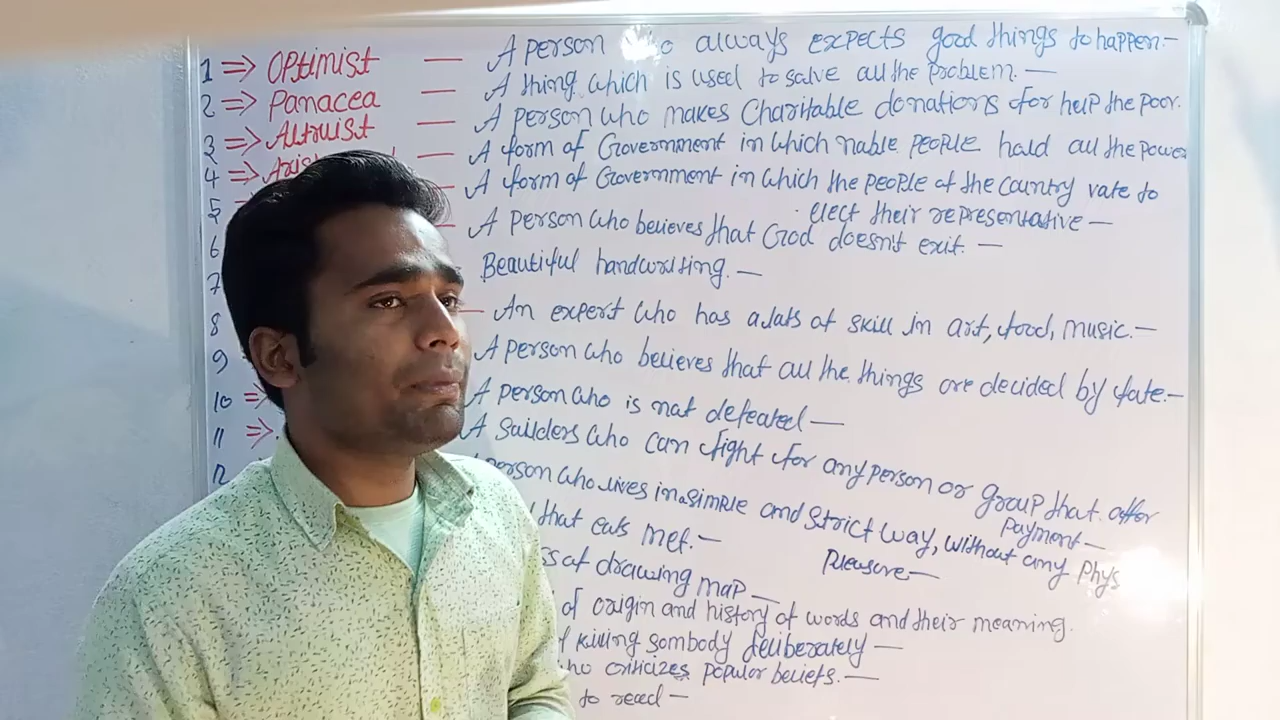 1 ⇒ Optimist — A person who always expects good things to happen.—
2 ⇒ Panacea — A thing which is used to solve all the problem. —
3 ⇒ Altruist — A person who makes Charitable donations for help the poor.
4 ⇒ — A form of Government in which nable people hald all the power
5 — A form of Government in which the people of the country vate to
elect their representative —
6 — A person who believes that God doesn't exit. —
7 Beautiful handwriting. —
8 — An expert who has a lats of skill in art, food, music. —
9 A person who believes that all the things are decided by fate.—
10 ⇒ A person who is nat defeated —
11 ⇒ A Sailders who can fight for any person or group that offer
payment —
12 person who lives in a simple and strict way, without any Phys
Pleasure —
that eats met. —
of drawing map —
of origin and history of words and their meaning.
killing sombody deliberately —
who criticizes popular beliefs. —
to read —